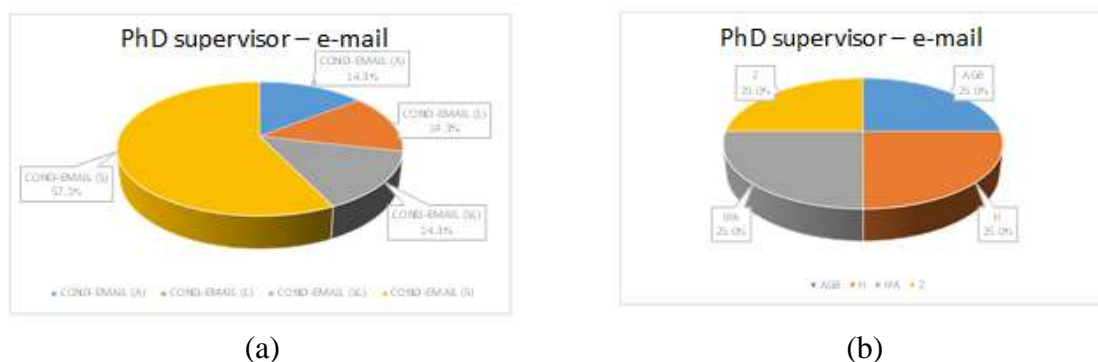 PhD supervisor – e-mail
COND-EMAIL (A)
14.3%
COND-EMAIL (L)
14.3%
COND-EMAIL (SL)
14.3%
COND-EMAIL (S)
57.1%
COND-EMAIL (A) COND-EMAIL (L) COND-EMAIL (SL) COND-EMAIL (S)
(a)
PhD supervisor – e-mail
Z
25.0%
AGB
25.0%
IPA
25.0%
H
25.0%
AGB H IPA Z
(b)